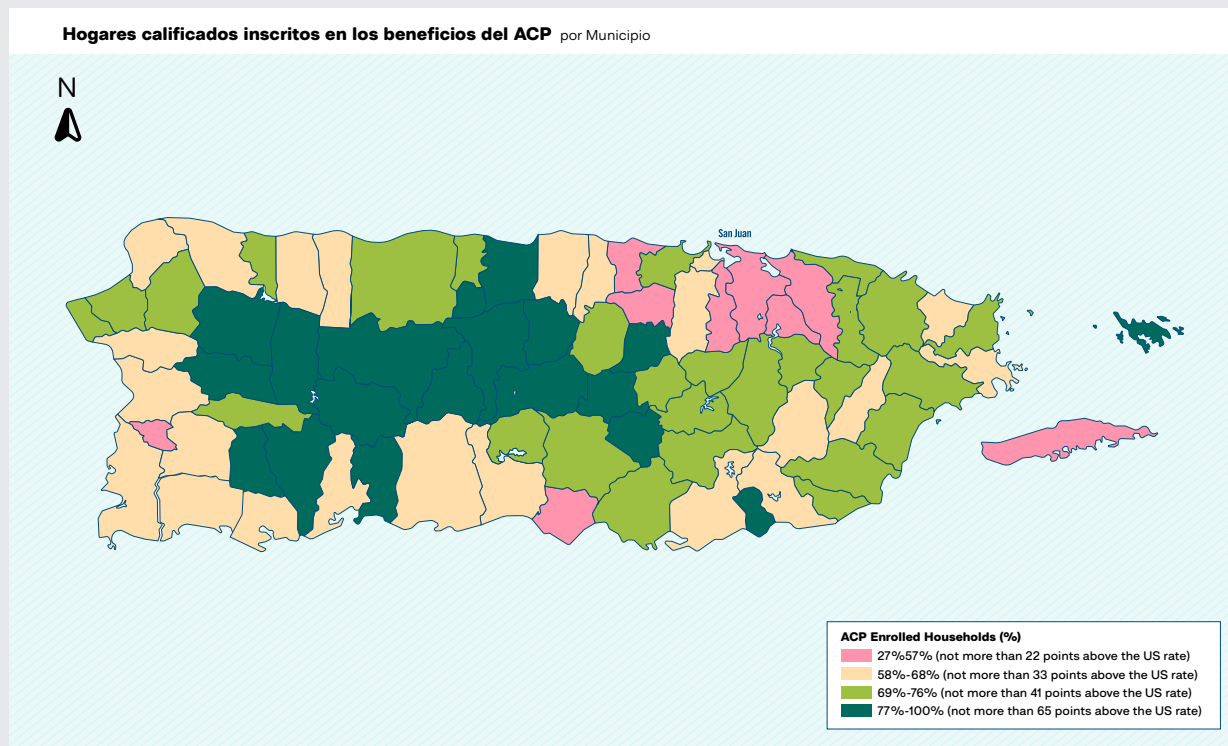 Hogares calificados inscritos en los beneficios del ACP por Municipio
N
San Juan
ACP Enrolled Households (%)
27%57% (not more than 22 points above the US rate)
58%-68% (not more than 33 points above the US rate)
69%-76% (not more than 41 points above the US rate)
77%-100% (not more than 65 points above the US rate)